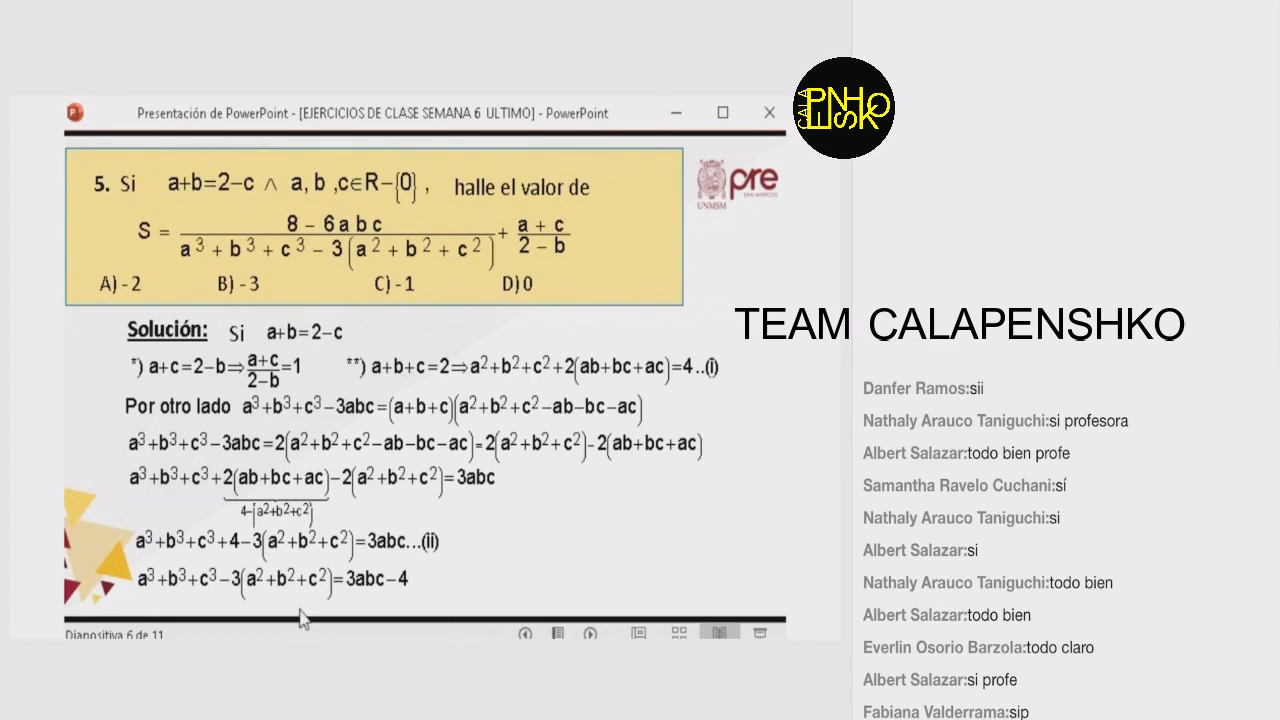 Presentación de PowerPoint - [EJERCICIOS DE CLASE SEMANA 6 ULTIMO] - PowerPoint
CALA
PENHO
ESK
5. Si a+b=2-c ∧ a, b ,c∈R-{0} , halle el valor de
S = (8 - 6 a b c)/(a³ + b³ + c³ - 3(a² + b² + c²)) + (a + c)/(2 - b)
A) - 2 B) - 3 C) - 1 D) 0
pre
SAN MARCOS
UNMSM
Solución: Si a+b=2-c
*) a+c=2-b⇒(a+c)/(2-b)=1 **) a+b+c=2⇒a²+b²+c²+2(ab+bc+ac)=4..(i)
Por otro lado a³+b³+c³-3abc=(a+b+c)(a²+b²+c²-ab-bc-ac)
a³+b³+c³-3abc=2(a²+b²+c²-ab-bc-ac)=2(a²+b²+c²)-2(ab+bc+ac)
a³+b³+c³+2(ab+bc+ac)-2(a²+b²+c²)=3abc
4-(a²+b²+c²)
a³+b³+c³+4-3(a²+b²+c²)=3abc...(ii)
a³+b³+c³-3(a²+b²+c²)=3abc-4
Diapositiva 6 de 11
TEAM CALAPENSHKO
Danfer Ramos:sii
Nathaly Arauco Taniguchi:si profesora
Albert Salazar:todo bien profe
Samantha Ravelo Cuchani:sí
Nathaly Arauco Taniguchi:si
Albert Salazar:si
Nathaly Arauco Taniguchi:todo bien
Albert Salazar:todo bien
Everlin Osorio Barzola:todo claro
Albert Salazar:si profe
Fabiana Valderrama:sip